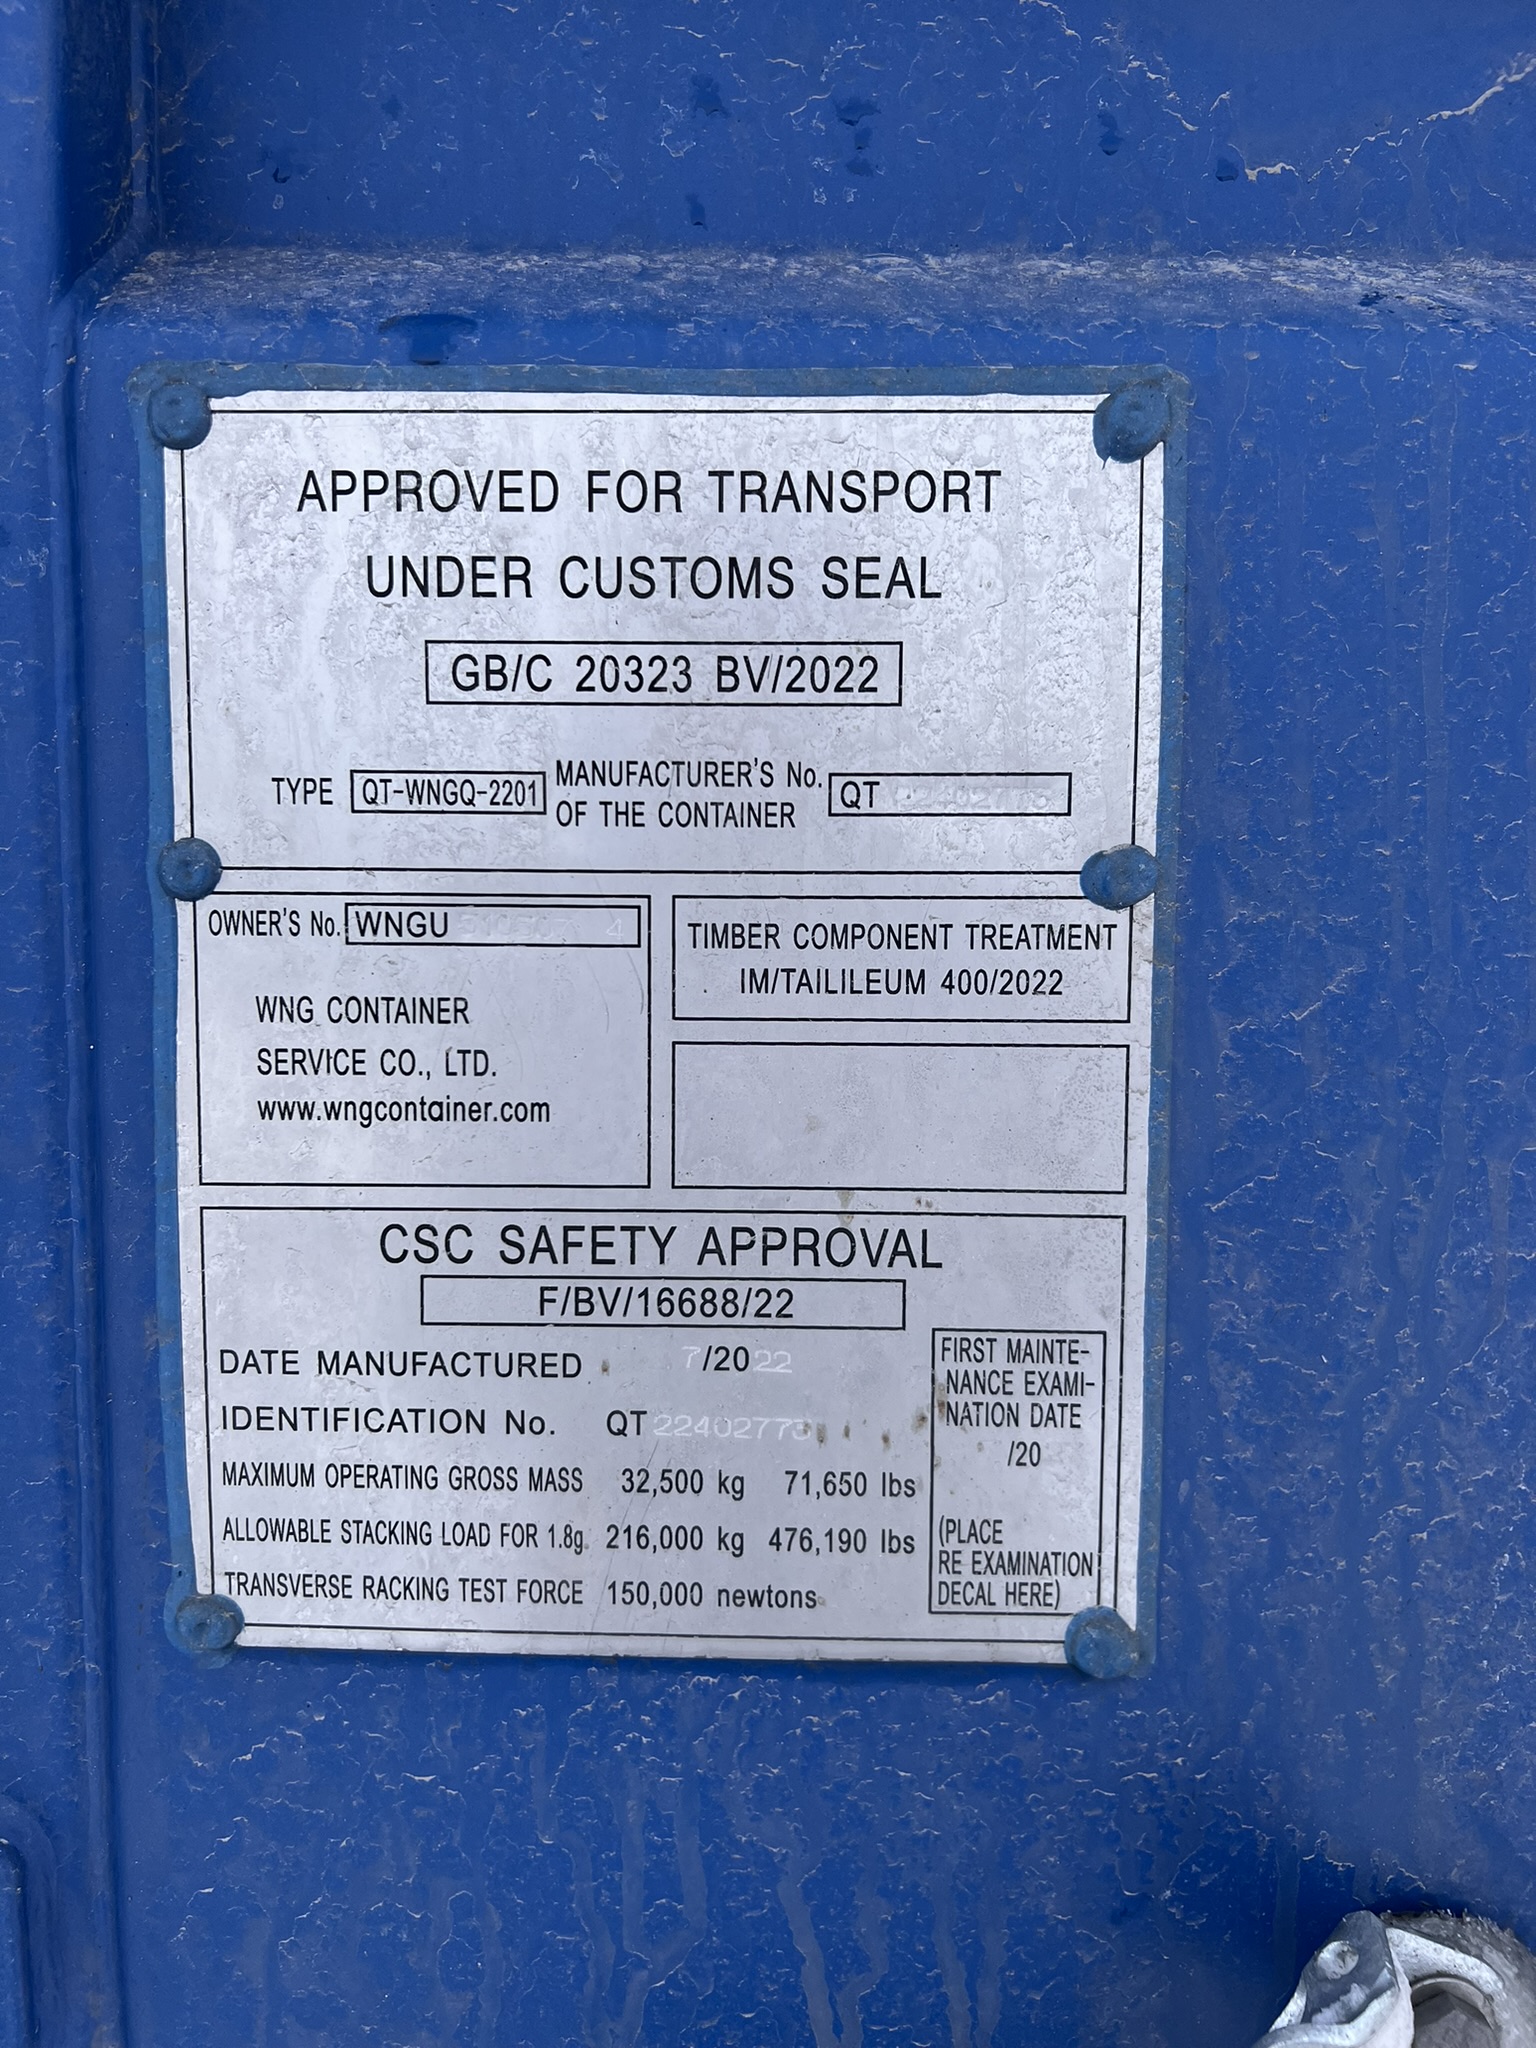 APPROVED FOR TRANSPORT
UNDER CUSTOMS SEAL
GB/C 20323 BV/2022
TYPE QT-WNGQ-2201 MANUFACTURER'S No. OF THE CONTAINER QT
OWNER'S No. WNGU
WNG CONTAINER
SERVICE CO., LTD.
www.wngcontainer.com
TIMBER COMPONENT TREATMENT
IM/TAILILEUM 400/2022
CSC SAFETY APPROVAL
F/BV/16688/22
DATE MANUFACTURED 7/2022
IDENTIFICATION No. QT22402773
MAXIMUM OPERATING GROSS MASS 32,500 kg 71,650 lbs
ALLOWABLE STACKING LOAD FOR 1.8g 216,000 kg 476,190 lbs
TRANSVERSE RACKING TEST FORCE 150,000 newtons
FIRST MAINTE-
NANCE EXAMI-
NATION DATE
/20
(PLACE
RE EXAMINATION
DECAL HERE)